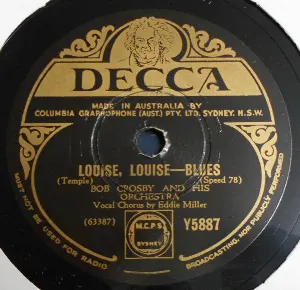 DECCA
MADE IN AUSTRALIA BY
COLUMBIA GRAPHOPHONE (AUST.) PTY. LTD. SYDNEY. N.S.W.
LOUISE, LOUISE—BLUES
(Temple) (Speed 78)
BOB CROSBY AND HIS
ORCHESTRA
Vocal Chorus by Eddie Miller
(63387) Y5887
M.C.P.S
SYDNEY
MUST NOT BE USED FOR RADIO BROADCASTING, NOR PUBLICLY PERFORMED